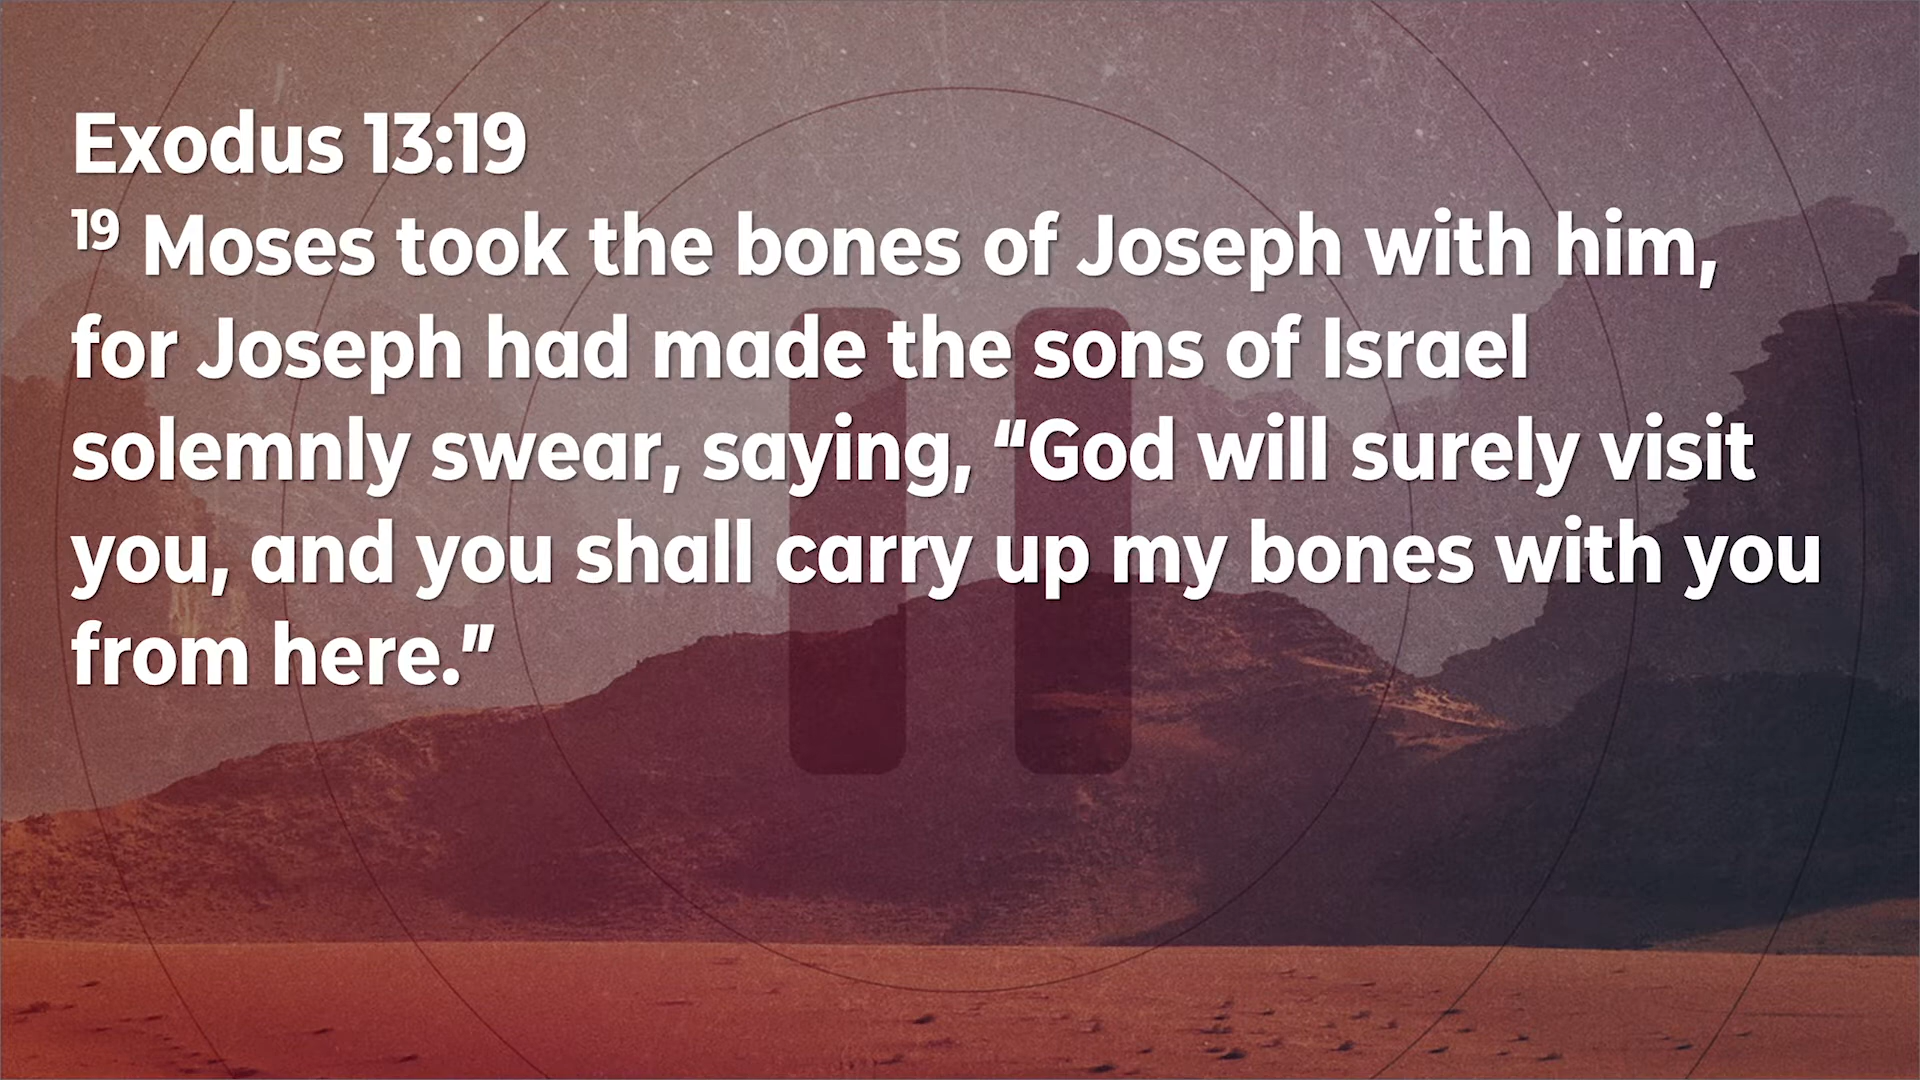 Exodus 13:19
19 Moses took the bones of Joseph with him,
for Joseph had made the sons of Israel
solemnly swear, saying, “God will surely visit
you, and you shall carry up my bones with you
from here.”